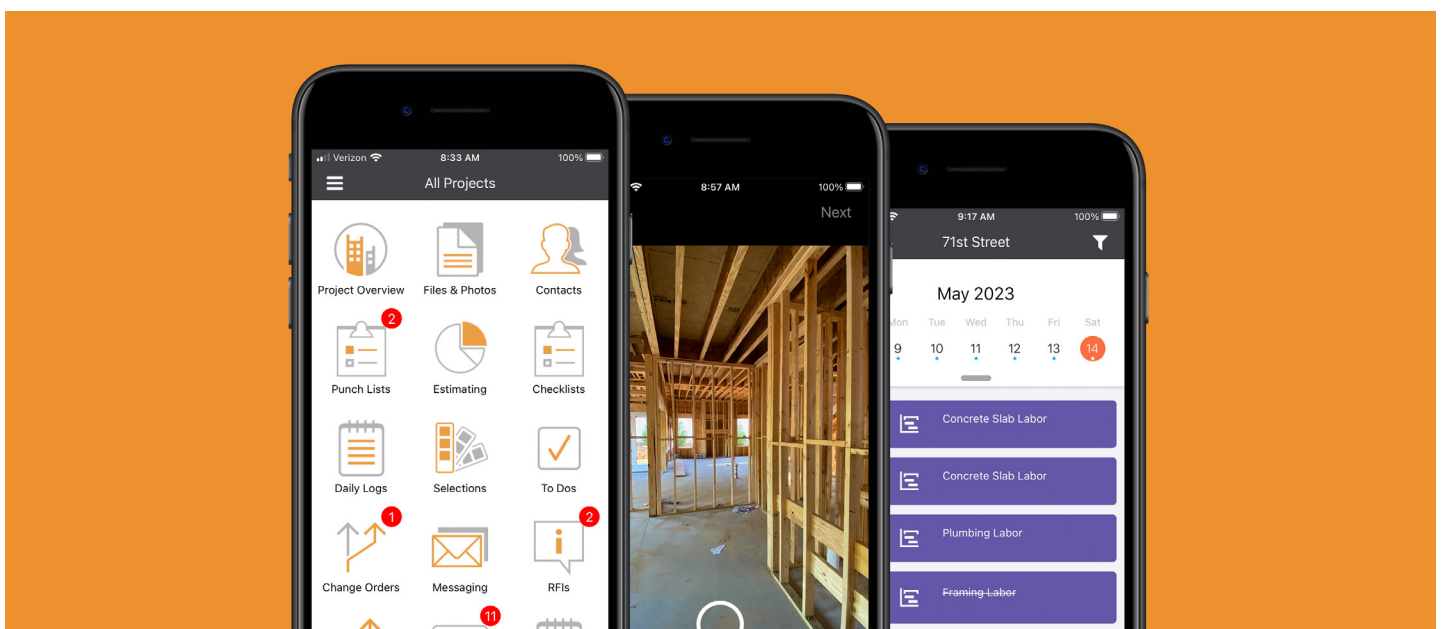 Verizon 8:33 AM 100%
All Projects
Project Overview Files & Photos Contacts
2
Punch Lists Estimating Checklists
Daily Logs Selections To Dos
1 2
Change Orders Messaging RFIs
11
8:57 AM 100%
Next
9:17 AM 100%
71st Street
May 2023
Mon Tue Wed Thu Fri Sat
9 10 11 12 13 14
Concrete Slab Labor
Concrete Slab Labor
Plumbing Labor
Framing Labor